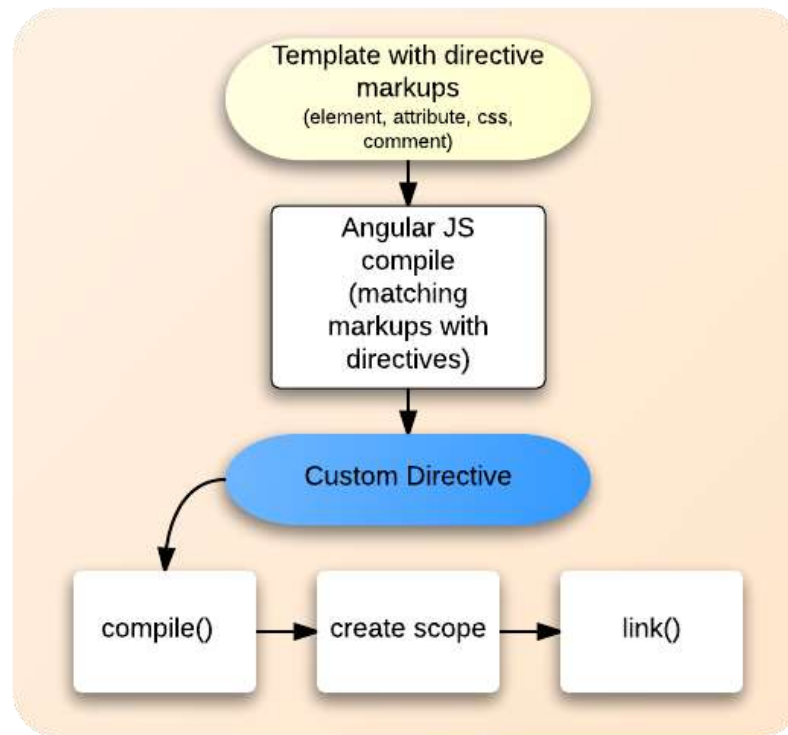 Template with directive
markups
(element, attribute, css,
comment)
Angular JS
compile
(matching
markups with
directives)
Custom Directive
compile()
create scope
link()